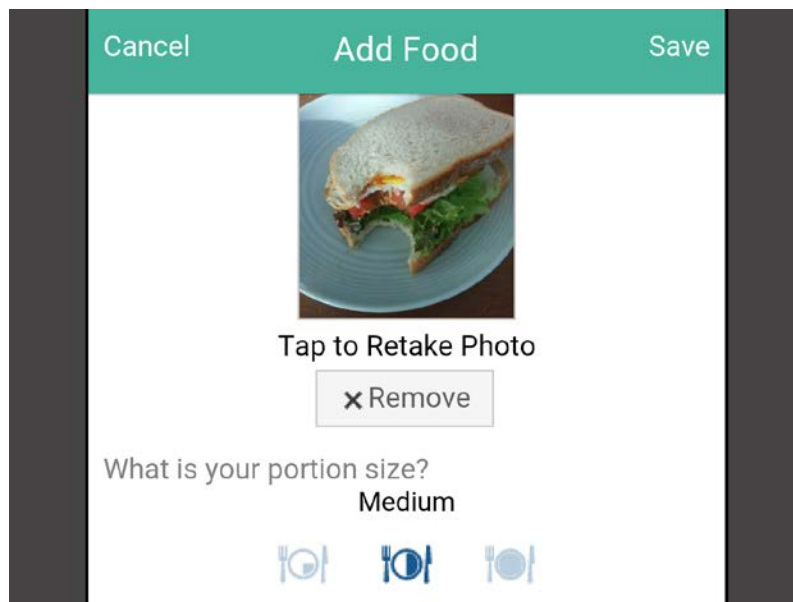 Cancel Add Food Save
Tap to Retake Photo
Remove
What is your portion size?
Medium